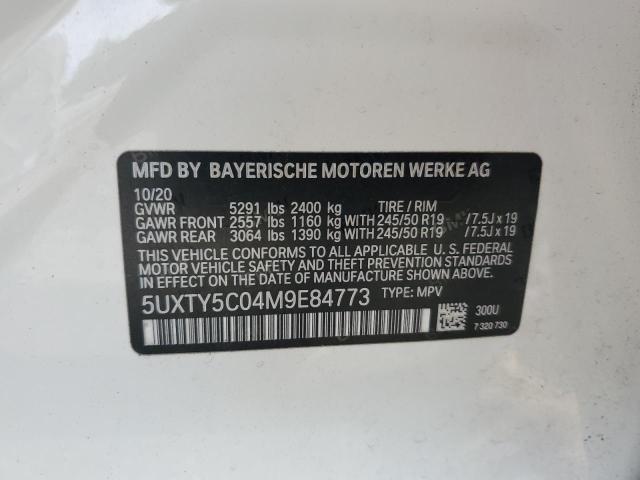 MFD BY BAYERISCHE MOTOREN WERKE AG
10/20
GVWR 5291 lbs 2400 kg TIRE / RIM
GAWR FRONT 2557 lbs 1160 kg WITH 245/50 R19 /7.5J x 19
GAWR REAR 3064 lbs 1390 kg WITH 245/50 R19 /7.5J x 19
THIS VEHICLE CONFORMS TO ALL APPLICABLE U. S. FEDERAL
MOTOR VEHICLE SAFETY AND THEFT PREVENTION STANDARDS
IN EFFECT ON THE DATE OF MANUFACTURE SHOWN ABOVE.
5UXTY5C04M9E84773 TYPE: MPV
300U
7 320 730